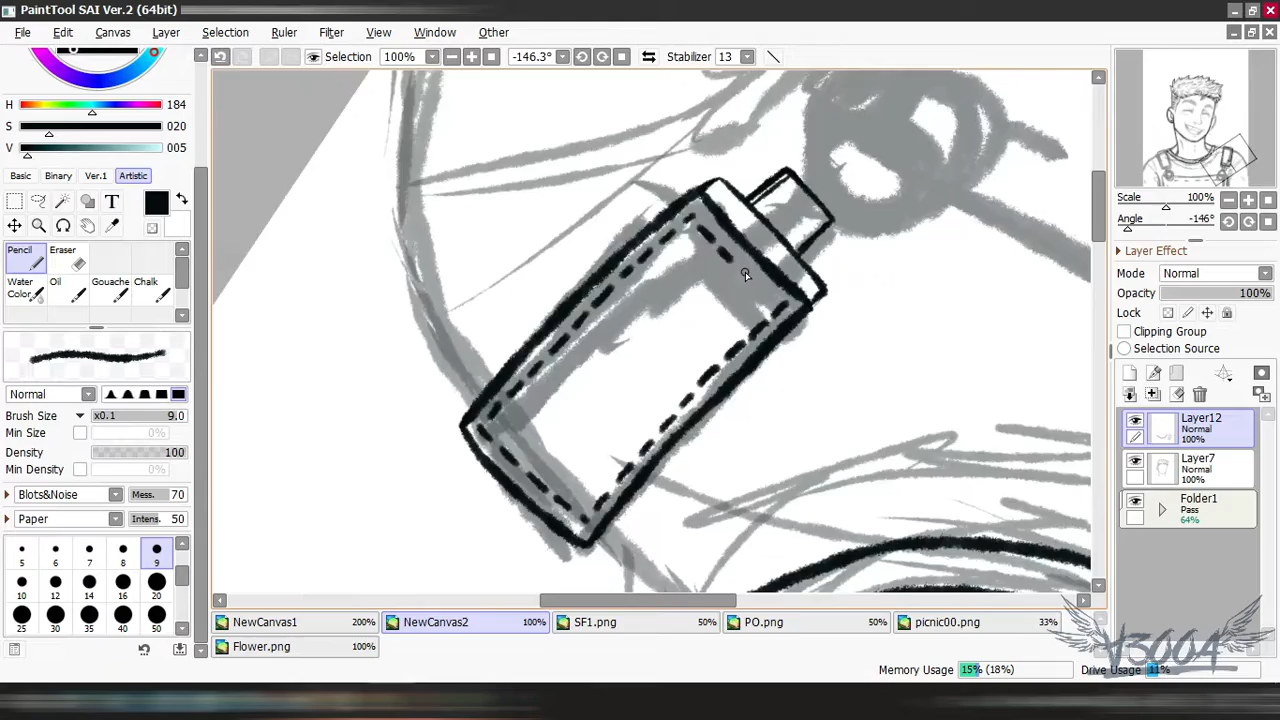 PaintTool SAI Ver.2 (64bit)
File Edit Canvas Layer Selection Ruler Filter View Window Other
Selection 100% -146.3° Stabilizer 13
H 184
S 020
V 005
Basic Binary Ver.1 Artistic
T
Pencil Eraser
Water Color Oil Gouache Chalk
Normal
Brush Size x0.1 9.0
Min Size 0%
Density 100
Min Density 0%
Blots&Noise Mess. 70
Paper Intens. 50
5 6 7 8 9
10 12 14 16 20
25 30 35 40 50
Scale 100%
Angle -146°
Layer Effect
Mode Normal
Opacity 100%
Lock
Clipping Group
Selection Source
Layer12
Normal
100%
Layer7
Normal
100%
Folder1
Pass
64%
NewCanvas1 200% NewCanvas2 100% SF1.png 50% PO.png 50% picnic00.png 33%
Flower.png 100%
Memory Usage 15% (18%) Drive Usage 11%